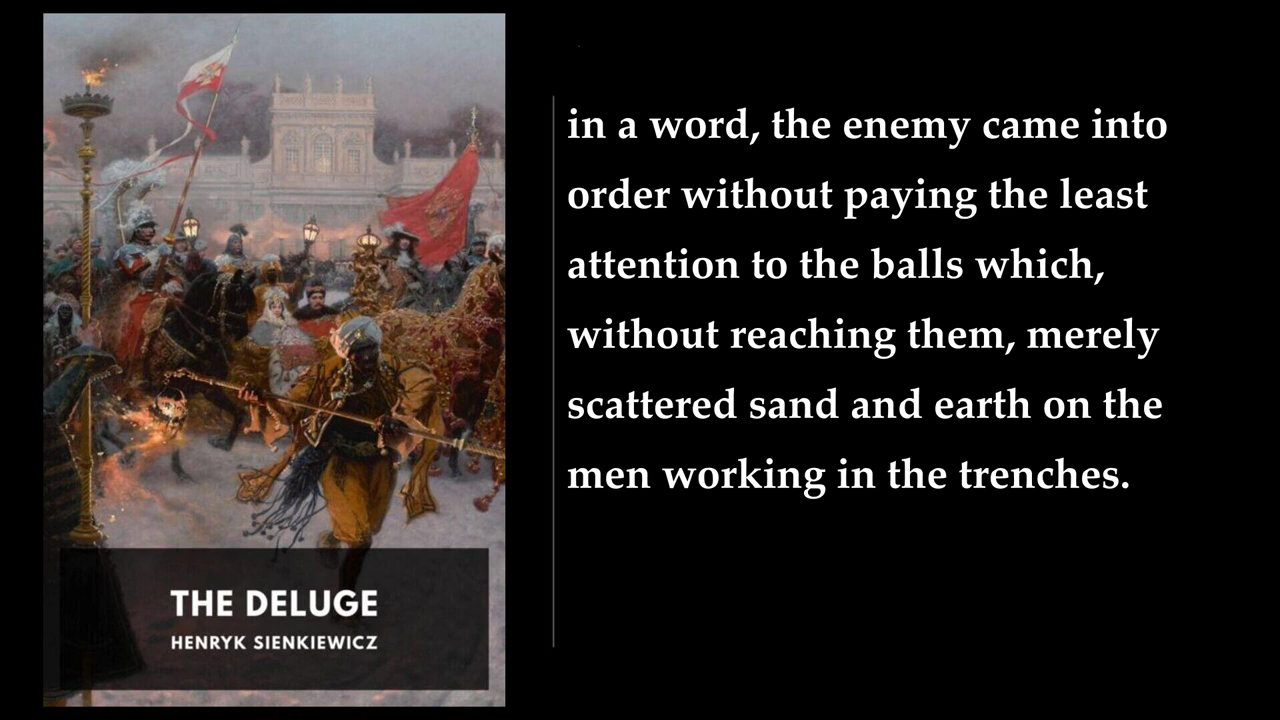 in a word, the enemy came into
order without paying the least
attention to the balls which,
without reaching them, merely
scattered sand and earth on the
men working in the trenches.
THE DELUGE
HENRYK SIENKIEWICZ